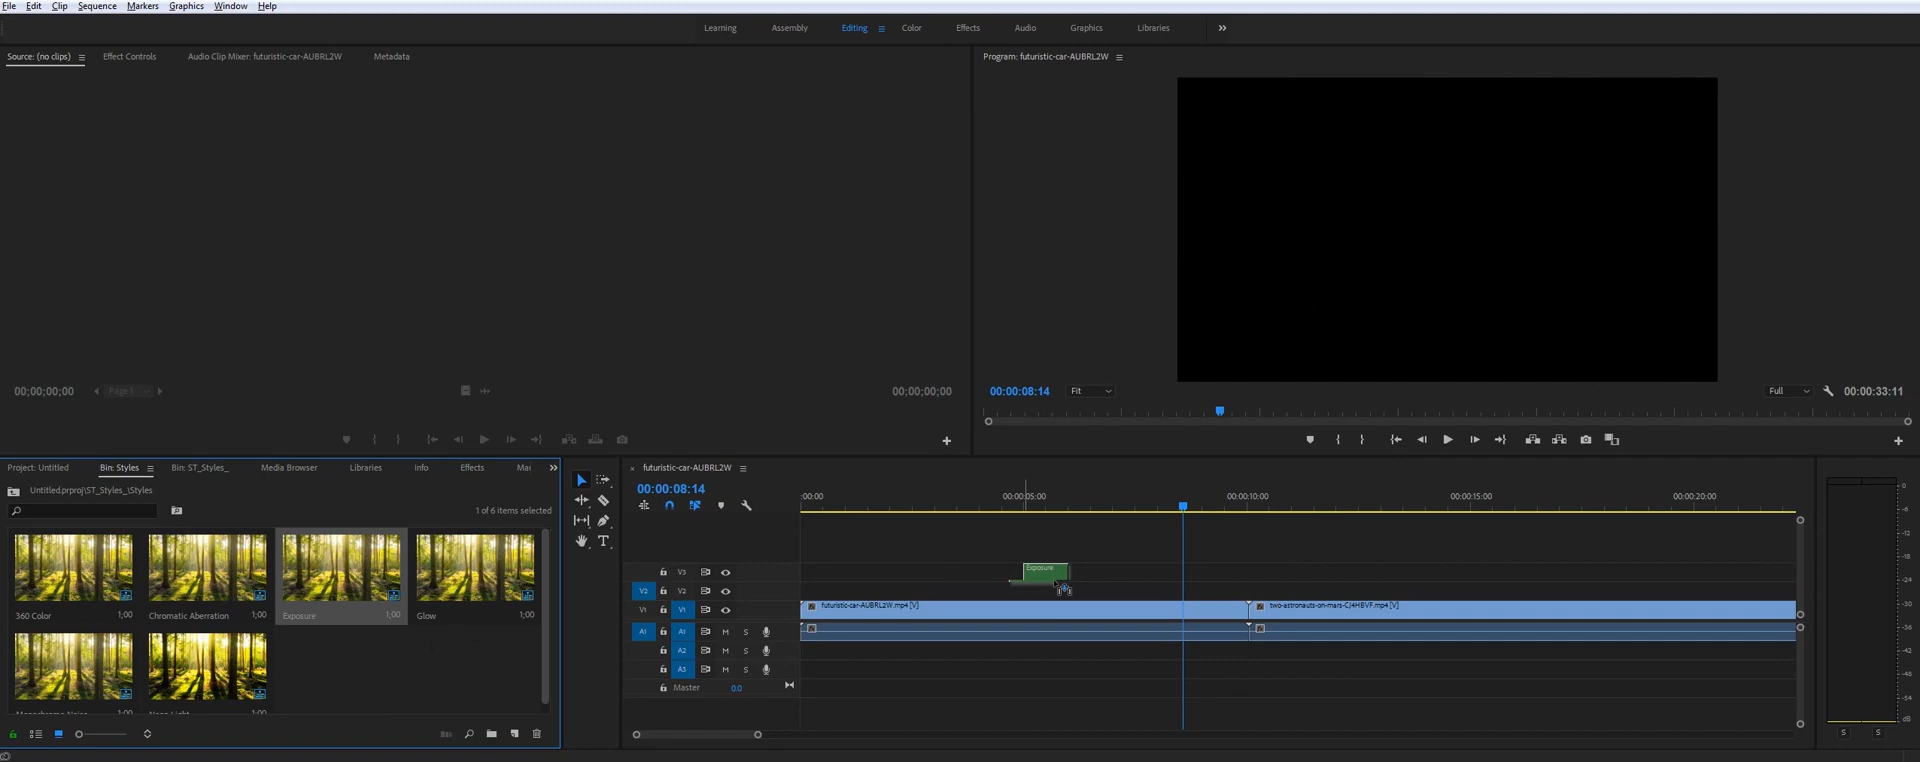 File Edit Clip Sequence Markers Graphics Window Help
Learning Assembly Editing Color Effects Audio Graphics Libraries
Source: (no clips) Effect Controls Audio Clip Mixer: futuristic-car-AUBRL2W Metadata
Program: futuristic-car-AUBRL2W
00;00;00;00 Page 1 00;00;00;00
00:00:08:14 Fit Full 00:00:33:11
Project: Untitled Bin: Styles Bin: ST_Styles_ Media Browser Libraries Info Effects Mar
Untitled.prproj\ST_Styles_\Styles
1 of 6 items selected
360 Color 1;00 Chromatic Aberration 1;00 Exposure 1;00 Glow 1;00
1;00 1;00
× futuristic-car-AUBRL2W
00:00:08:14
:00:00 00:00:05:00 00:00:10:00 00:00:15:00 00:00:20:00
V3 Exposure
V2 V2
V1 V1 futuristic-car-AUBRL2W.mp4 [V] two-astronauts-on-mars-CJ4HBVF.mp4 [V]
A1 A1 M S
A2 M S
A3 M S
Master 0.0
0
-6
-12
-18
-24
-30
-36
-42
-48
-54
dB
S S